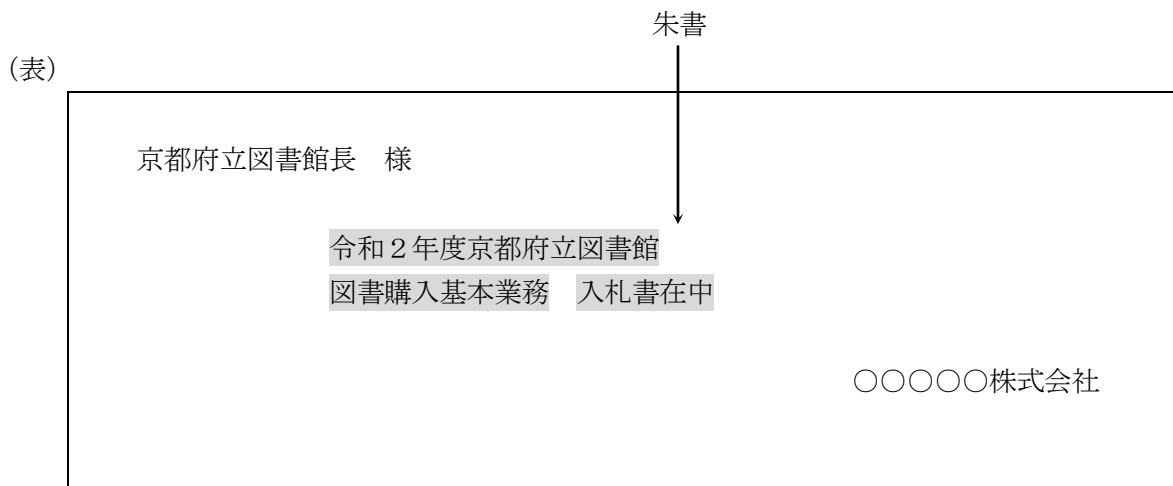 朱書
（表）
京都府立図書館長　様
令和２年度京都府立図書館
図書購入基本業務　入札書在中
○○○○○株式会社